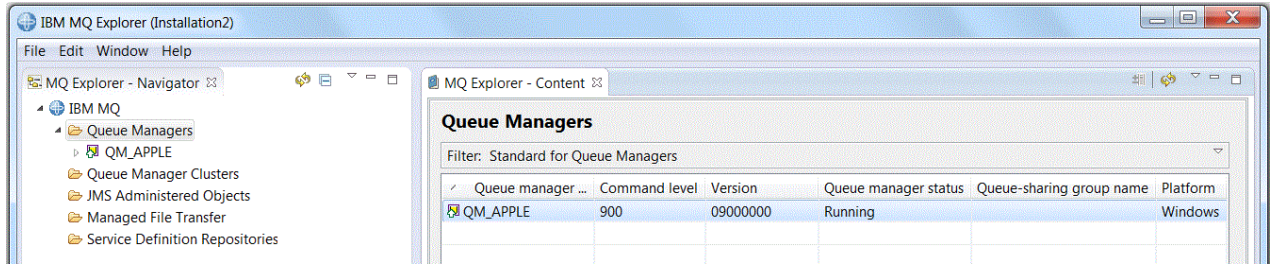 IBM MQ Explorer (Installation2)
File Edit Window Help
MQ Explorer - Navigator
IBM MQ
Queue Managers
QM_APPLE
Queue Manager Clusters
JMS Administered Objects
Managed File Transfer
Service Definition Repositories
MQ Explorer - Content
Queue Managers
Filter: Standard for Queue Managers
Queue manager ... Command level Version Queue manager status Queue-sharing group name Platform
QM_APPLE 900 09000000 Running Windows